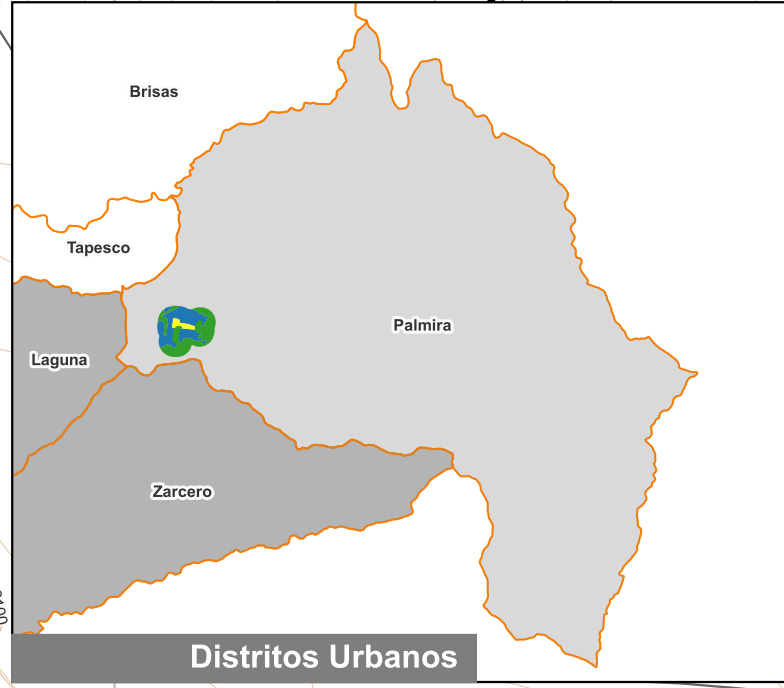 Brisas
Tapesco
Palmira
Laguna
Zarcero
Distritos Urbanos